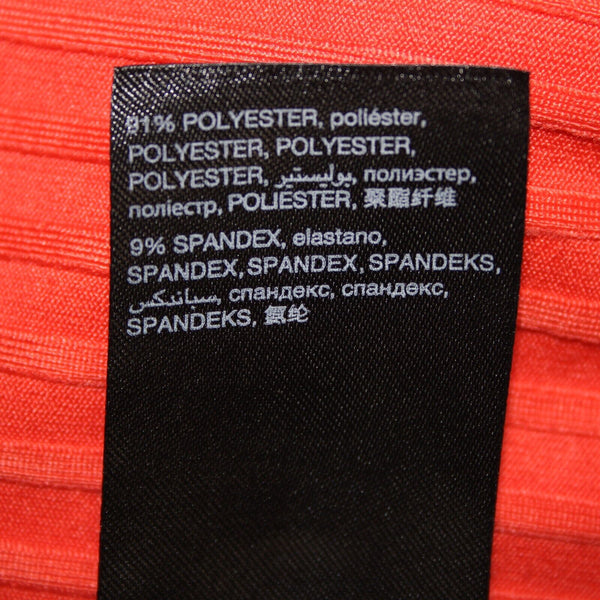 91% POLYESTER, poliéster,
POLYESTER, POLYESTER,
POLYESTER, بوليستير, полиэстер,
поліестр, POLIESTER, 聚酯纤维
9% SPANDEX, elastano,
SPANDEX, SPANDEX, SPANDEKS,
سباندكس, спандекс, спандекс,
SPANDEKS, 氨纶